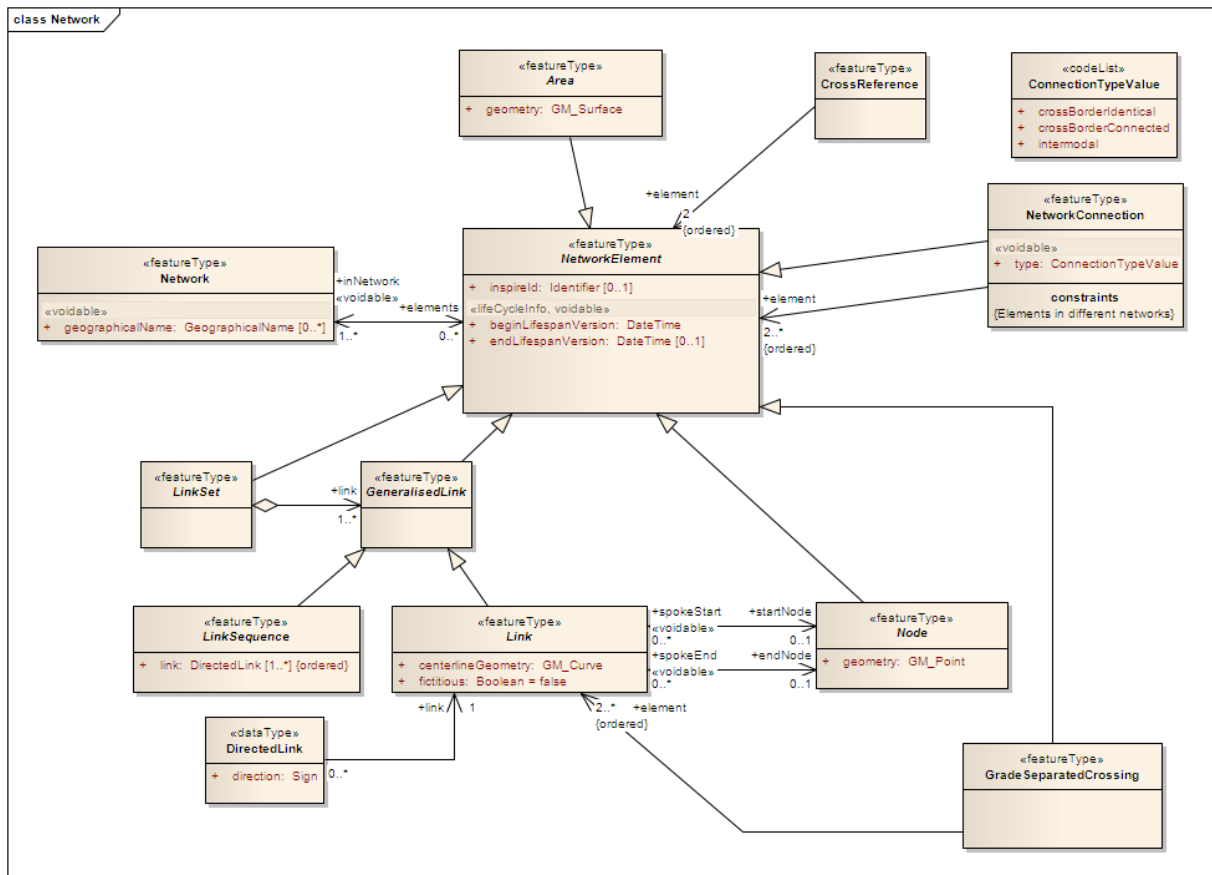 class Network
«featureType»
Area
+ geometry: GM_Surface
«featureType»
CrossReference
«codeList»
ConnectionTypeValue
+ crossBorderIdentical
+ crossBorderConnected
+ intermodal
+element
2
{ordered}
«featureType»
NetworkConnection
«voidable»
+ type: ConnectionTypeValue
constraints
{Elements in different networks}
«featureType»
Network
«voidable»
+ geographicalName: GeographicalName [0..*]
+inNetwork
«voidable»
+elements
1..*
0..*
«featureType»
NetworkElement
+ inspireId: Identifier [0..1]
«lifeCycleInfo, voidable»
+ beginLifespanVersion: DateTime
+ endLifespanVersion: DateTime [0..1]
+element
2..*
{ordered}
«featureType»
LinkSet
+link
1..*
«featureType»
GeneralisedLink
«featureType»
LinkSequence
+ link: DirectedLink [1..*] {ordered}
«featureType»
Link
+ centerlineGeometry: GM_Curve
+ fictitious: Boolean = false
+spokeStart
«voidable»
0..*
+startNode
0..1
+spokeEnd
«voidable»
0..*
+endNode
0..1
«featureType»
Node
+ geometry: GM_Point
+link
1
2..*
+element
{ordered}
«dataType»
DirectedLink
+ direction: Sign
0..*
«featureType»
GradeSeparatedCrossing